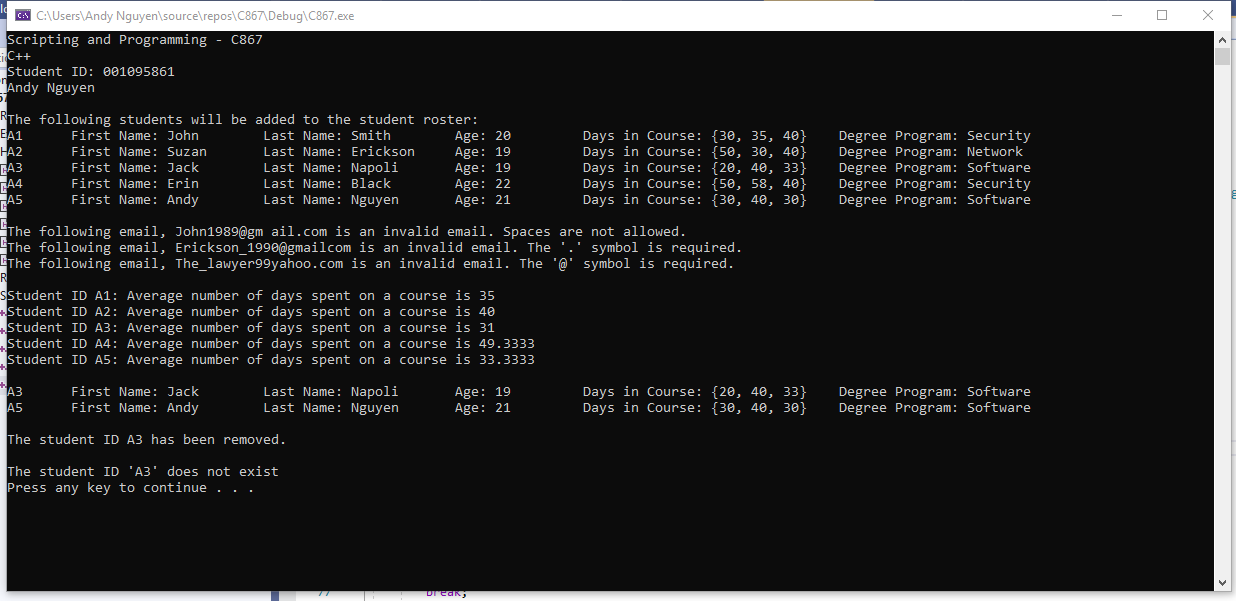 C:\Users\Andy Nguyen\source\repos\C867\Debug\C867.exe
Scripting and Programming - C867
C++
Student ID: 001095861
Andy Nguyen
The following students will be added to the student roster:
A1 First Name: John Last Name: Smith Age: 20 Days in Course: {30, 35, 40} Degree Program: Security
A2 First Name: Suzan Last Name: Erickson Age: 19 Days in Course: {50, 30, 40} Degree Program: Network
A3 First Name: Jack Last Name: Napoli Age: 19 Days in Course: {20, 40, 33} Degree Program: Software
A4 First Name: Erin Last Name: Black Age: 22 Days in Course: {50, 58, 40} Degree Program: Security
A5 First Name: Andy Last Name: Nguyen Age: 21 Days in Course: {30, 40, 30} Degree Program: Software
The following email, John1989@gm ail.com is an invalid email. Spaces are not allowed.
The following email, Erickson_1990@gmailcom is an invalid email. The '.' symbol is required.
The following email, The_lawyer99yahoo.com is an invalid email. The '@' symbol is required.
Student ID A1: Average number of days spent on a course is 35
Student ID A2: Average number of days spent on a course is 40
Student ID A3: Average number of days spent on a course is 31
Student ID A4: Average number of days spent on a course is 49.3333
Student ID A5: Average number of days spent on a course is 33.3333
A3 First Name: Jack Last Name: Napoli Age: 19 Days in Course: {20, 40, 33} Degree Program: Software
A5 First Name: Andy Last Name: Nguyen Age: 21 Days in Course: {30, 40, 30} Degree Program: Software
The student ID A3 has been removed.
The student ID 'A3' does not exist
Press any key to continue . . .
77 break;